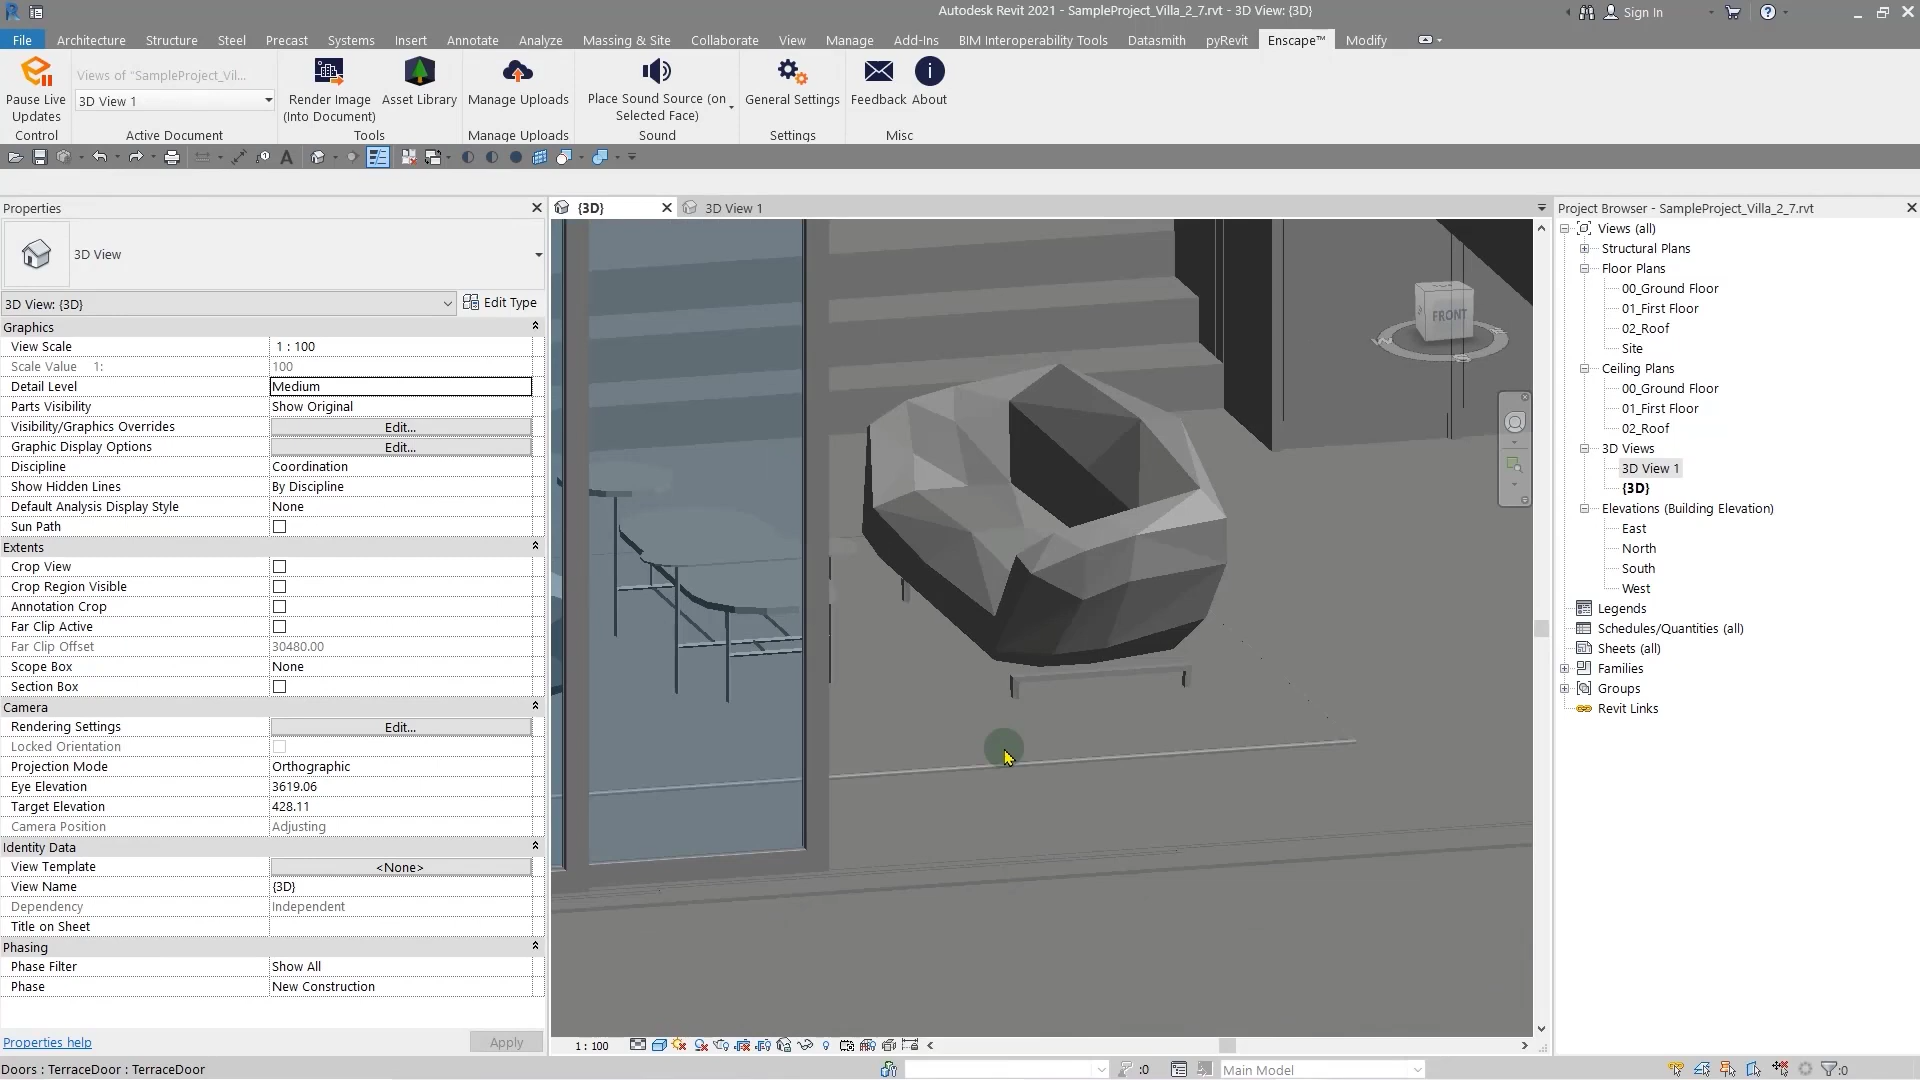 Autodesk Revit 2021 - SampleProject_Villa_2_7.rvt - 3D View: {3D}
Sign In
File Architecture Structure Steel Precast Systems Insert Annotate Analyze Massing & Site Collaborate View Manage Add-Ins BIM Interoperability Tools Datasmith pyRevit Enscape™ Modify
Pause Live Updates
Control
Views of "SampleProject_Vil...
3D View 1
Active Document
Render Image (Into Document)
Asset Library
Tools
Manage Uploads
Manage Uploads
Place Sound Source (on Selected Face)
Sound
General Settings
Settings
Feedback
About
Misc
Properties
3D View
3D View: {3D}
Edit Type
Graphics
View Scale 1 : 100
Scale Value 1: 100
Detail Level Medium
Parts Visibility Show Original
Visibility/Graphics Overrides Edit...
Graphic Display Options Edit...
Discipline Coordination
Show Hidden Lines By Discipline
Default Analysis Display Style None
Sun Path
Extents
Crop View
Crop Region Visible
Annotation Crop
Far Clip Active
Far Clip Offset 30480.00
Scope Box None
Section Box
Camera
Rendering Settings Edit...
Locked Orientation
Projection Mode Orthographic
Eye Elevation 3619.06
Target Elevation 428.11
Camera Position Adjusting
Identity Data
View Template <None>
View Name {3D}
Dependency Independent
Title on Sheet
Phasing
Phase Filter Show All
Phase New Construction
Properties help
Apply
{3D}
3D View 1
FRONT
1 : 100
Project Browser - SampleProject_Villa_2_7.rvt
Views (all)
Structural Plans
Floor Plans
00_Ground Floor
01_First Floor
02_Roof
Site
Ceiling Plans
00_Ground Floor
01_First Floor
02_Roof
3D Views
3D View 1
{3D}
Elevations (Building Elevation)
East
North
South
West
Legends
Schedules/Quantities (all)
Sheets (all)
Families
Groups
Revit Links
Doors : TerraceDoor : TerraceDoor
:0
Main Model
:0